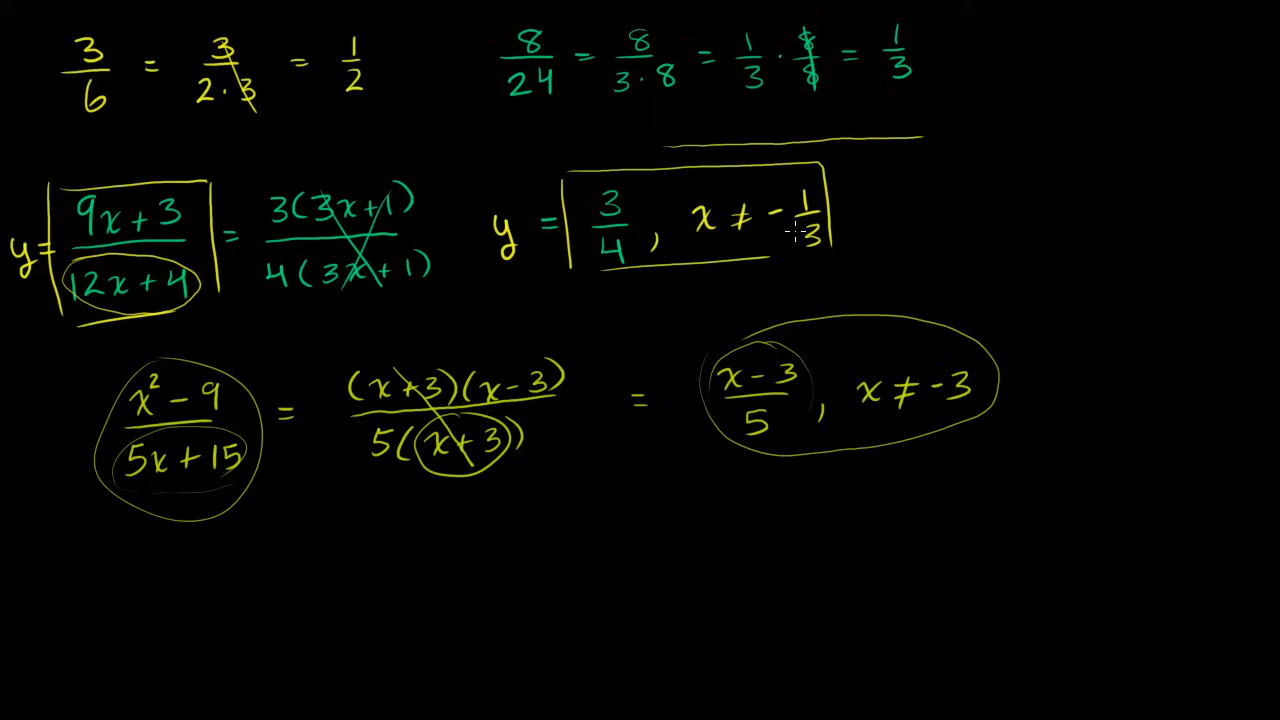 3/6 = 3/2·3 = 1/2
8/24 = 8/3·8 = 1/3 · 8/8 = 1/3
y = 9x+3/12x+4 = 3(3x+1)/4(3x+1)
y = 3/4, x ≠ -1/3
x² - 9/5x + 15 = (x+3)(x-3)/5(x+3) = x-3/5, x ≠ -3